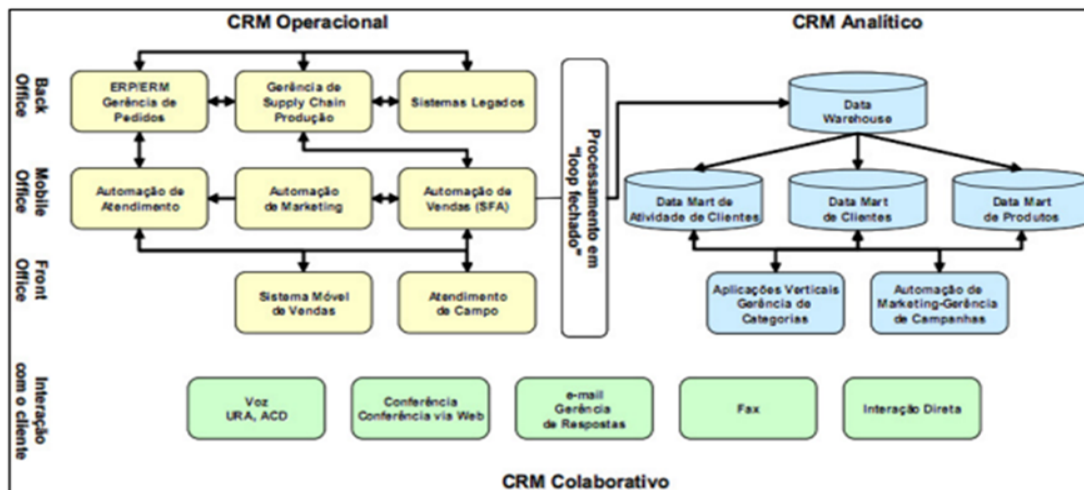 CRM Operacional
CRM Analítico
Back
Office
ERP/ERM
Gerência de
Pedidos
Gerência de
Supply Chain
Produção
Sistemas Legados
Processamento em
"loop fechado"
Data
Warehouse
Mobile
Office
Automação de
Atendimento
Automação
de Marketing
Automação de
Vendas (SFA)
Data Mart de
Atividade de Clientes
Data Mart
de Clientes
Data Mart
de Produtos
Front
Office
Sistema Móvel
de Vendas
Atendimento
de Campo
Aplicações Verticais
Gerência de
Categorias
Automação de
Marketing-Gerência
de Campanhas
Interação
com o cliente
Voz
URA, ACD
Conferência
Conferência via Web
e-mail
Gerência
de Respostas
Fax
Interação Direta
CRM Colaborativo